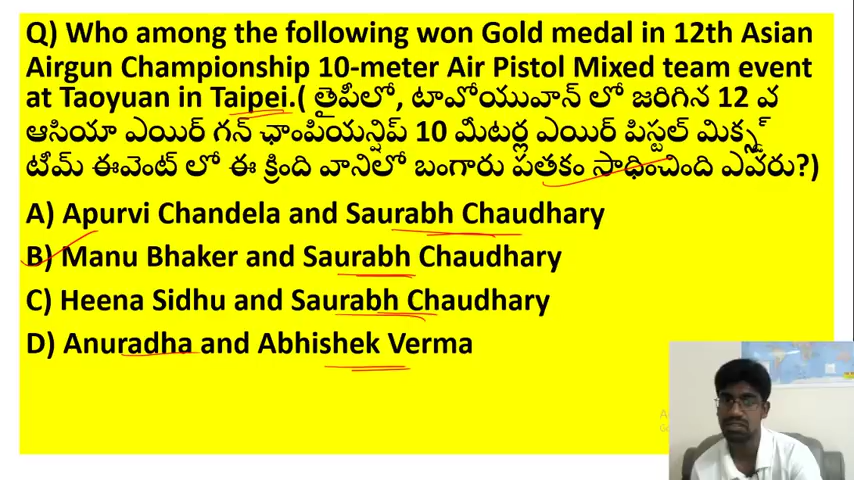 Q) Who among the following won Gold medal in 12th Asian
Airgun Championship 10-meter Air Pistol Mixed team event
at Taoyuan in Taipei.( తైపిలో, టావోయువాన్ లో జరిగిన 12 వ
ఆసియా ఎయిర్ గన్ ఛాంపియన్షిప్ 10 మీటర్ల ఎయిర్ పిస్టల్ మిక్స్డ్
టీమ్ ఈవెంట్ లో ఈ క్రింది వానిలో బంగారు పతకం సాధించింది ఎవరు?)
A) Apurvi Chandela and Saurabh Chaudhary
B) Manu Bhaker and Saurabh Chaudhary
C) Heena Sidhu and Saurabh Chaudhary
D) Anuradha and Abhishek Verma